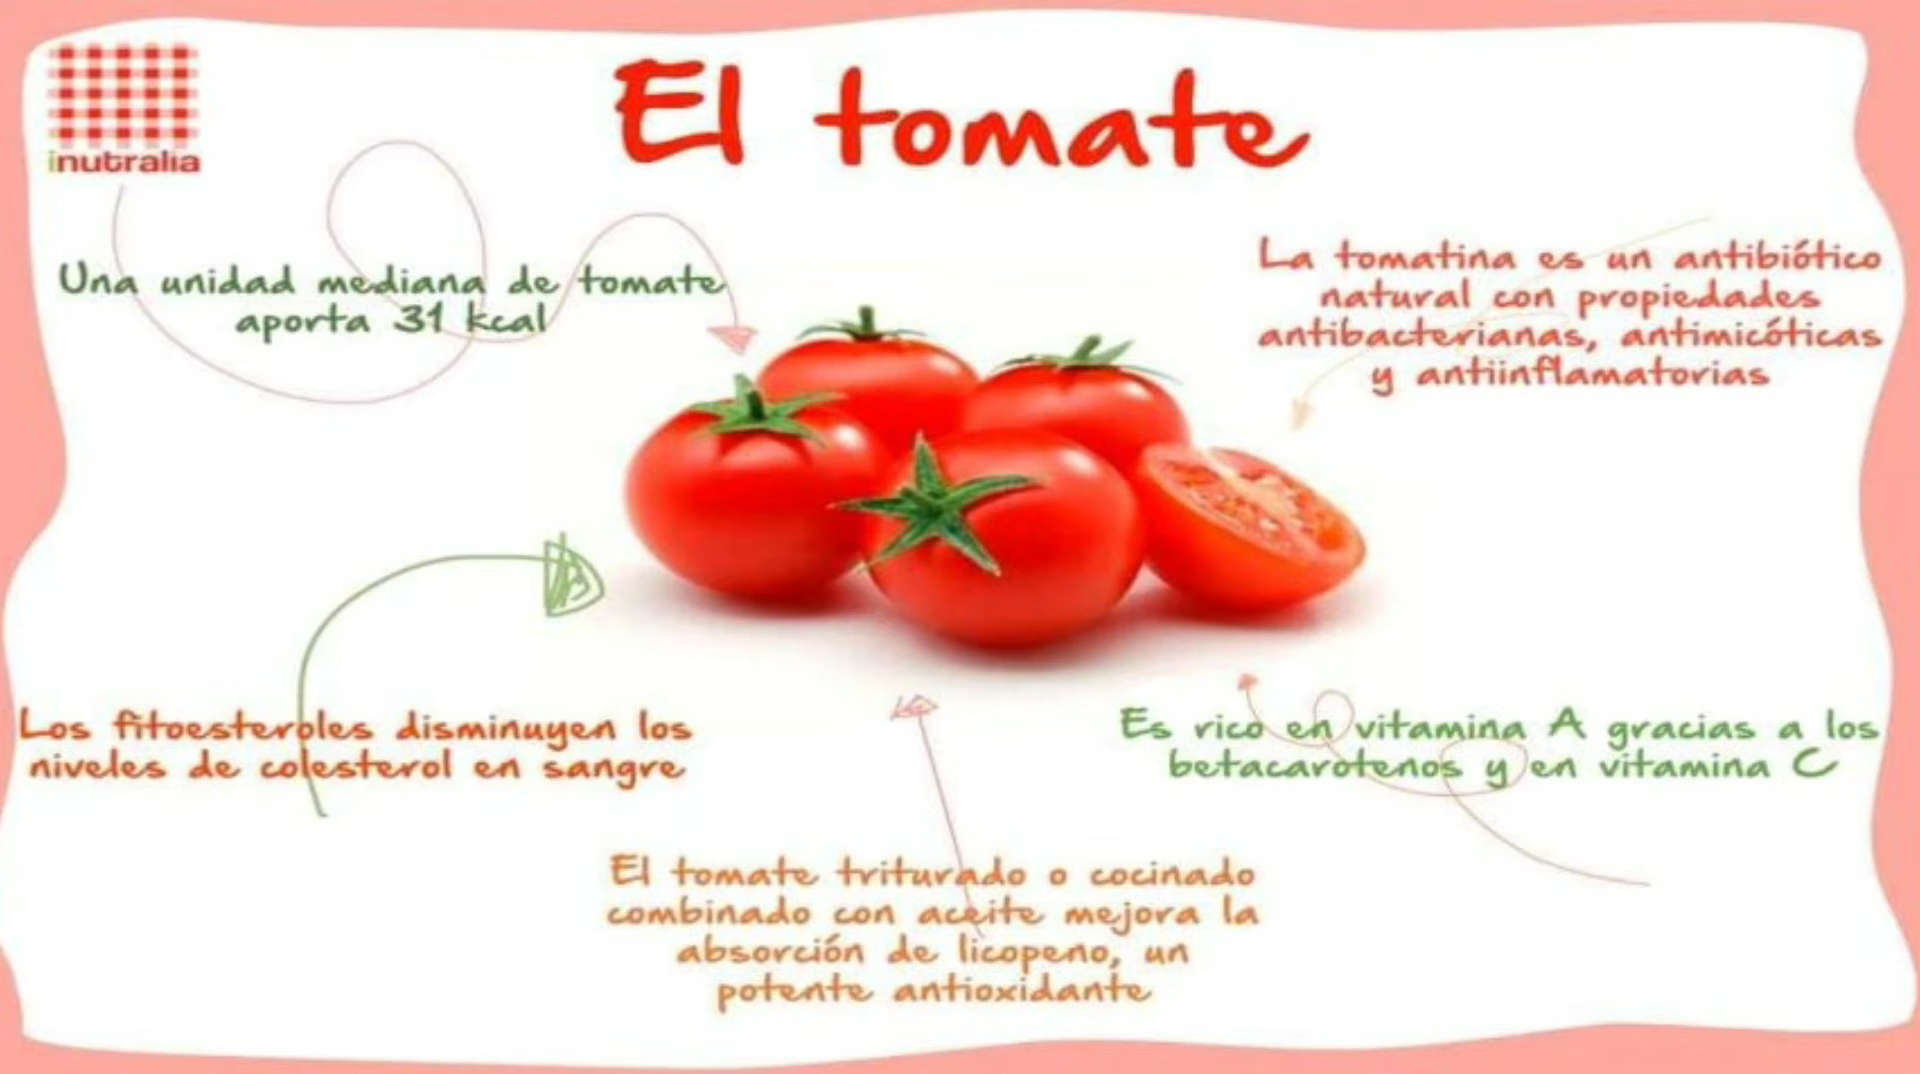 inutralia
El tomate
Una unidad mediana de tomate
aporta 31 kcal
La tomatina es un antibiótico
natural con propiedades
antibacterianas, antimicóticas
y antiinflamatorias
Los fitoesteroles disminuyen los
niveles de colesterol en sangre
Es rico en vitamina A gracias a los
betacarotenos y en vitamina C
El tomate triturado o cocinado
combinado con aceite mejora la
absorción de licopeno, un
potente antioxidante